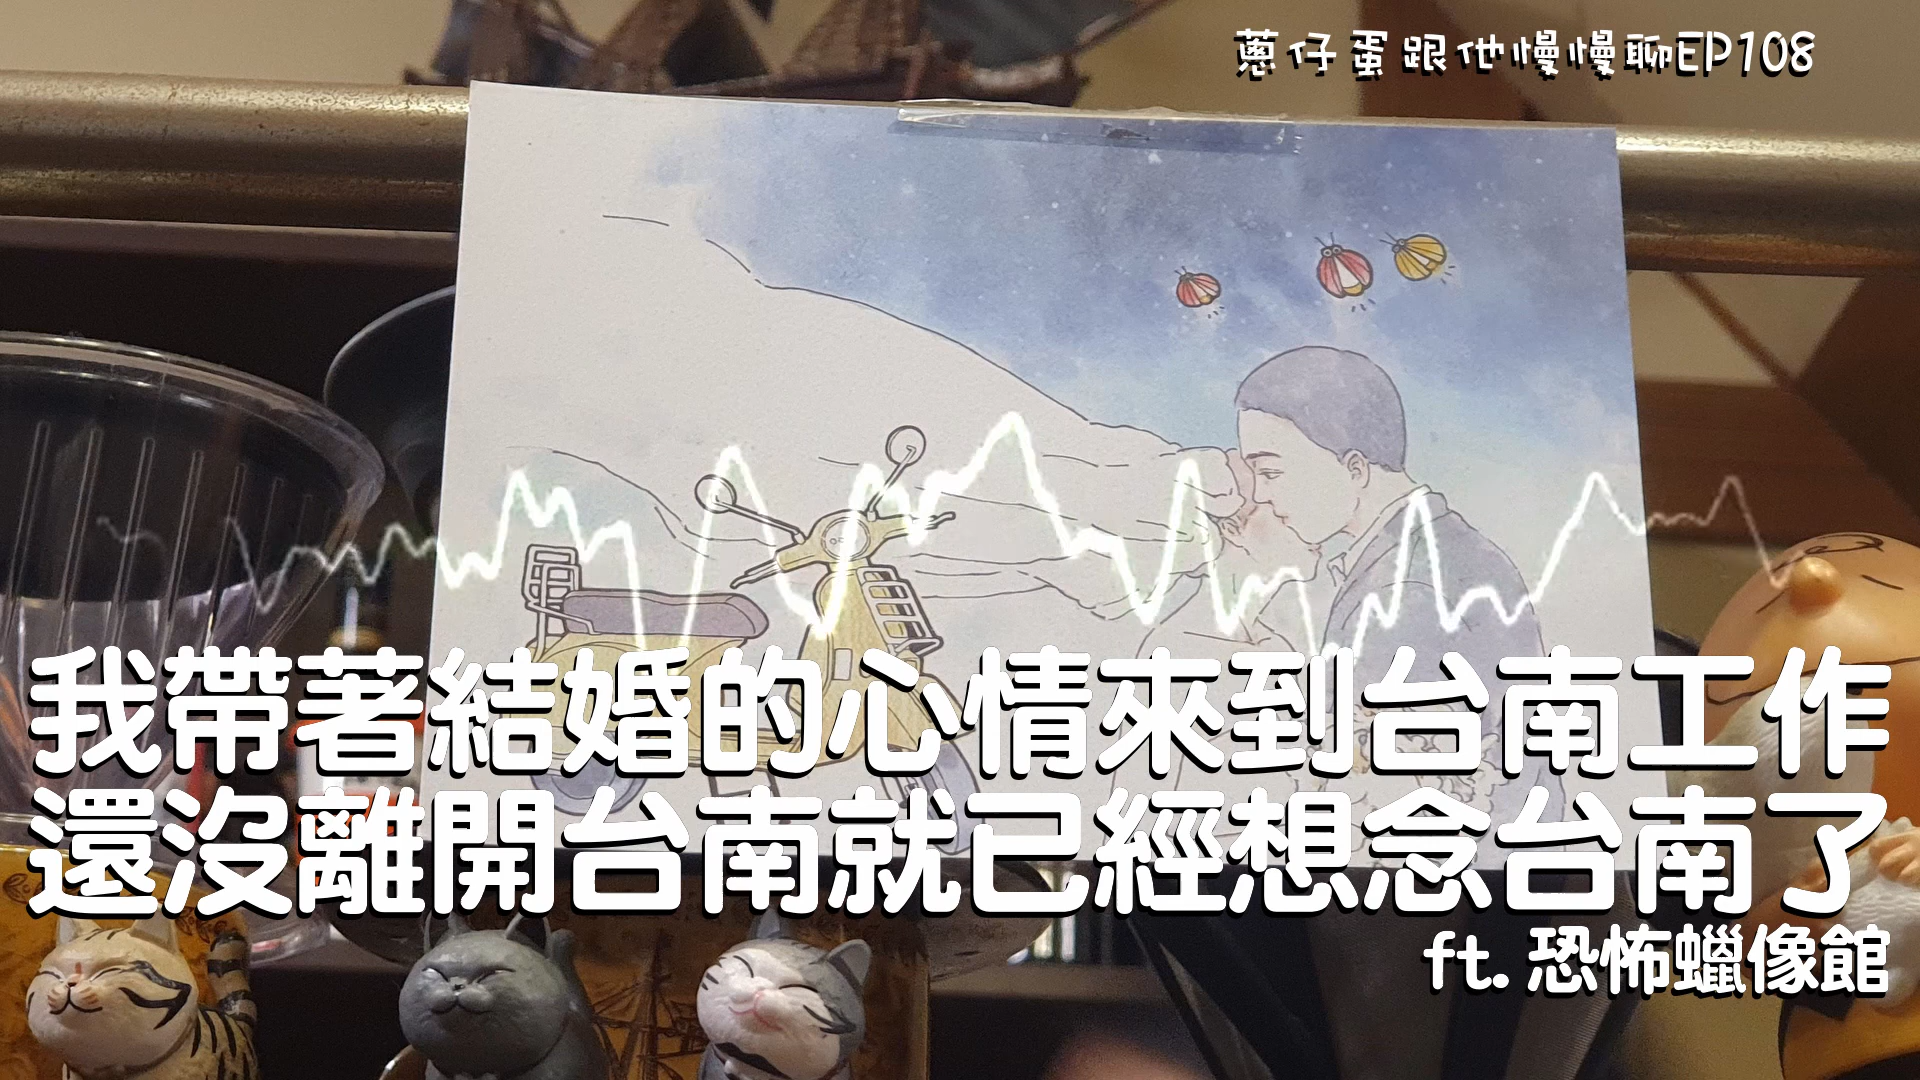 蔥仔蛋跟他慢慢聊EP108
我帶著結婚的心情來到台南工作
還沒離開台南就已經想念台南了
ft. 恐怖蠟像館